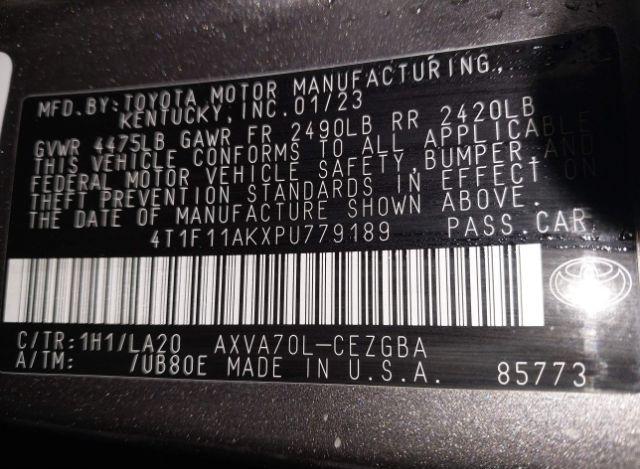 MFD. BY: TOYOTA MOTOR MANUFACTURING,
KENTUCKY, INC. 01/23
GVWR 4475LB GAWR FR 2490LB RR 2420LB
THIS VEHICLE CONFORMS TO ALL APPLICABLE
FEDERAL MOTOR VEHICLE SAFETY, BUMPER AND
THEFT PREVENTION STANDARDS IN EFFECT ON
THE DATE OF MANUFACTURE SHOWN ABOVE.
4T1F11AKXPU779189 PASS. CAR
C/TR: 1H1/LA20 AXVA70L-CEZGBA
A/TM: /UB80E MADE IN U.S.A. 85773